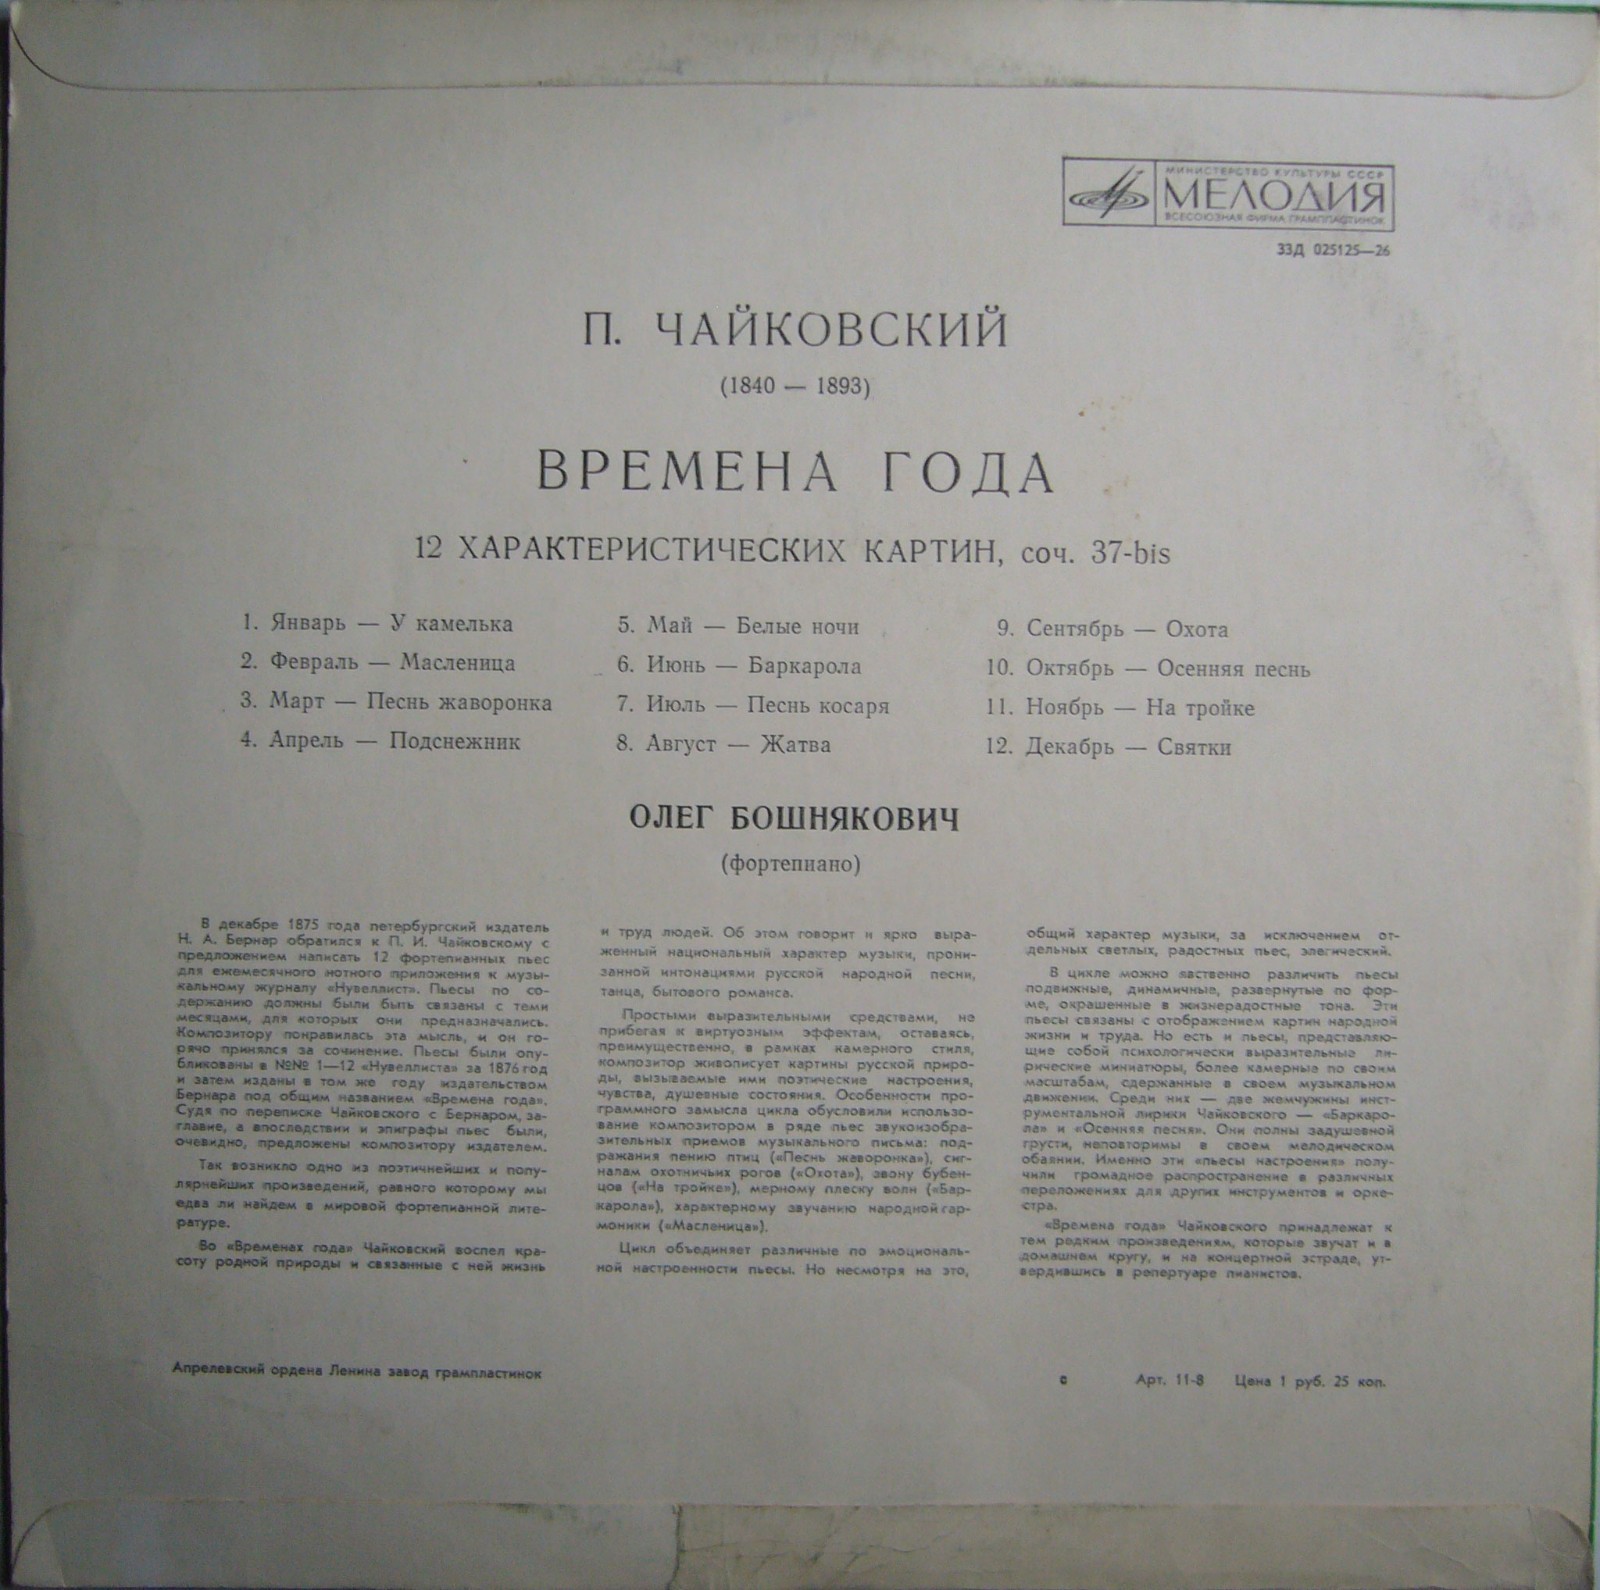 МИНИСТЕРСТВО КУЛЬТУРЫ СССР
МЕЛОДИЯ
ВСЕСОЮЗНАЯ ФИРМА ГРАМПЛАСТИНОК
33Д 025125—26
П. ЧАЙКОВСКИЙ
(1840 — 1893)
ВРЕМЕНА ГОДА
12 ХАРАКТЕРИСТИЧЕСКИХ КАРТИН, соч. 37-bis
1. Январь — У камелька
2. Февраль — Масленица
3. Март — Песнь жаворонка
4. Апрель — Подснежник
5. Май — Белые ночи
6. Июнь — Баркарола
7. Июль — Песнь косаря
8. Август — Жатва
9. Сентябрь — Охота
10. Октябрь — Осенняя песнь
11. Ноябрь — На тройке
12. Декабрь — Святки
ОЛЕГ БОШНЯКОВИЧ
(фортепиано)
В декабре 1875 года петербургский издатель
Н. А. Бернар обратился к П. И. Чайковскому с
предложением написать 12 фортепианных пьес
для ежемесячного нотного приложения к музы-
кальному журналу «Нувеллист». Пьесы по со-
держанию должны были быть связаны с теми
месяцами, для которых они предназначались.
Композитору понравилась эта мысль, и он го-
рячо принялся за сочинение. Пьесы были опу-
бликованы в №№ 1—12 «Нувеллиста» за 1876 год
и затем изданы в том же году издательством
Бернара под общим названием «Времена года».
Судя по переписке Чайковского с Бернаром, за-
главие, а впоследствии и эпиграфы пьес были,
очевидно, предложены композитору издателем.
Так возникло одно из поэтичнейших и попу-
лярнейших произведений, равного которому мы
едва ли найдем в мировой фортепианной лите-
ратуре.
Во «Временах года» Чайковский воспел кра-
соту родной природы и связанные с ней жизнь
и труд людей. Об этом говорит и ярко выра-
женный национальный характер музыки, прони-
занной интонациями русской народной песни,
танца, бытового романса.
Простыми выразительными средствами, не
прибегая к виртуозным эффектам, оставаясь,
преимущественно, в рамках камерного стиля,
композитор живописует картины русской приро-
ды, вызываемые ими поэтические настроения,
чувства, душевные состояния. Особенности про-
граммного замысла цикла обусловили использо-
вание композитором в ряде пьес звукоизобра-
зительных приемов музыкального письма: под-
ражания пению птиц («Песнь жаворонка»), сиг-
налам охотничьих рогов («Охота»), звону бубен-
цов («На тройке»), мерному плеску волн («Бар-
карола»), характерному звучанию народной гар-
моники («Масленица»).
Цикл объединяет различные по эмоциональ-
ной настроенности пьесы. Но несмотря на это,
общий характер музыки, за исключением от-
дельных светлых, радостных пьес, элегический.
В цикле можно явственно различить пьесы
подвижные, динамичные, развернутые по фор-
ме, окрашенные в жизнерадостные тона. Эти
пьесы связаны с отображением картин народной
жизни и труда. Но есть и пьесы, представляю-
щие собой психологически выразительные ли-
рические миниатюры, более камерные по своим
масштабам, сдержанные в своем музыкальном
движении. Среди них — две жемчужины инст-
рументальной лирики Чайковского — «Баркаро-
ла» и «Осенняя песня». Они полны задушевной
грусти, неповторимы в своем мелодическом
обаянии. Именно эти «пьесы настроения» полу-
чили громадное распространение в различных
переложениях для других инструментов и орке-
стра.
«Времена года» Чайковского принадлежат к
тем редким произведениям, которые звучат и в
домашнем кругу, и на концертной эстраде, ут-
вердившись в репертуаре пианистов.
Апрелевский ордена Ленина завод грампластинок
с Арт. 11-8 Цена 1 руб. 25 коп.